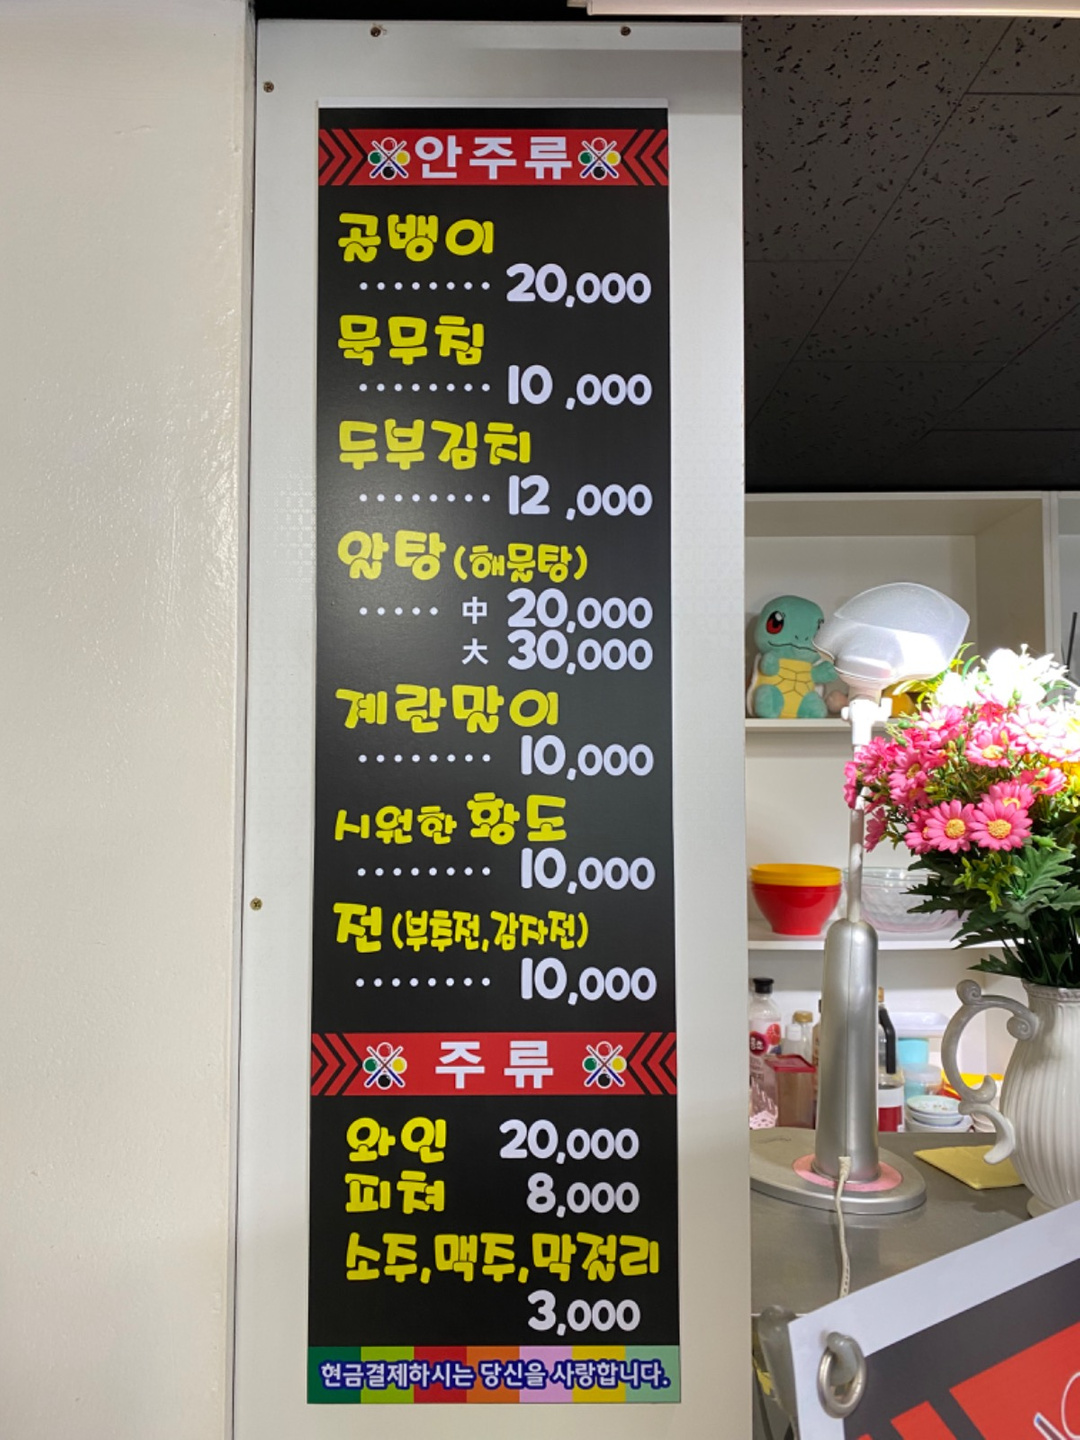 안주류
골뱅이
........ 20,000
묵무침
........ 10 ,000
두부김치
........ 12 ,000
알탕 (해물탕)
..... 中 20,000
大 30,000
계란말이
........ 10,000
시원한 황도
........ 10,000
전 (부추전,감자전)
........ 10,000
주류
와인 20,000
피쳐 8,000
소주,맥주,막걸리
3,000
현금결제하시는 당신을 사랑합니다.